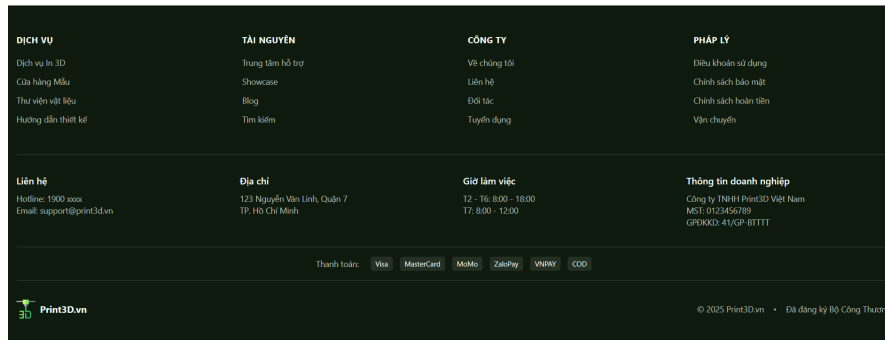 DỊCH VỤ
Dịch vụ In 3D
Cửa hàng Mẫu
Thư viện vật liệu
Hướng dẫn thiết kế
TÀI NGUYÊN
Trung tâm hỗ trợ
Showcase
Blog
Tìm kiếm
CÔNG TY
Về chúng tôi
Liên hệ
Đối tác
Tuyển dụng
PHÁP LÝ
Điều khoản sử dụng
Chính sách bảo mật
Chính sách hoàn tiền
Vận chuyển
Liên hệ
Hotline: 1900 xxxx
Email: support@print3d.vn
Địa chỉ
123 Nguyễn Văn Linh, Quận 7
TP. Hồ Chí Minh
Giờ làm việc
T2 - T6: 8:00 - 18:00
T7: 8:00 - 12:00
Thông tin doanh nghiệp
Công ty TNHH Print3D Việt Nam
MST: 0123456789
GPĐKKD: 41/GP-BTTTT
Thanh toán: Visa MasterCard MoMo ZaloPay VNPAY COD
3D Print3D.vn
© 2025 Print3D.vn • Đã đăng ký Bộ Công Thươn